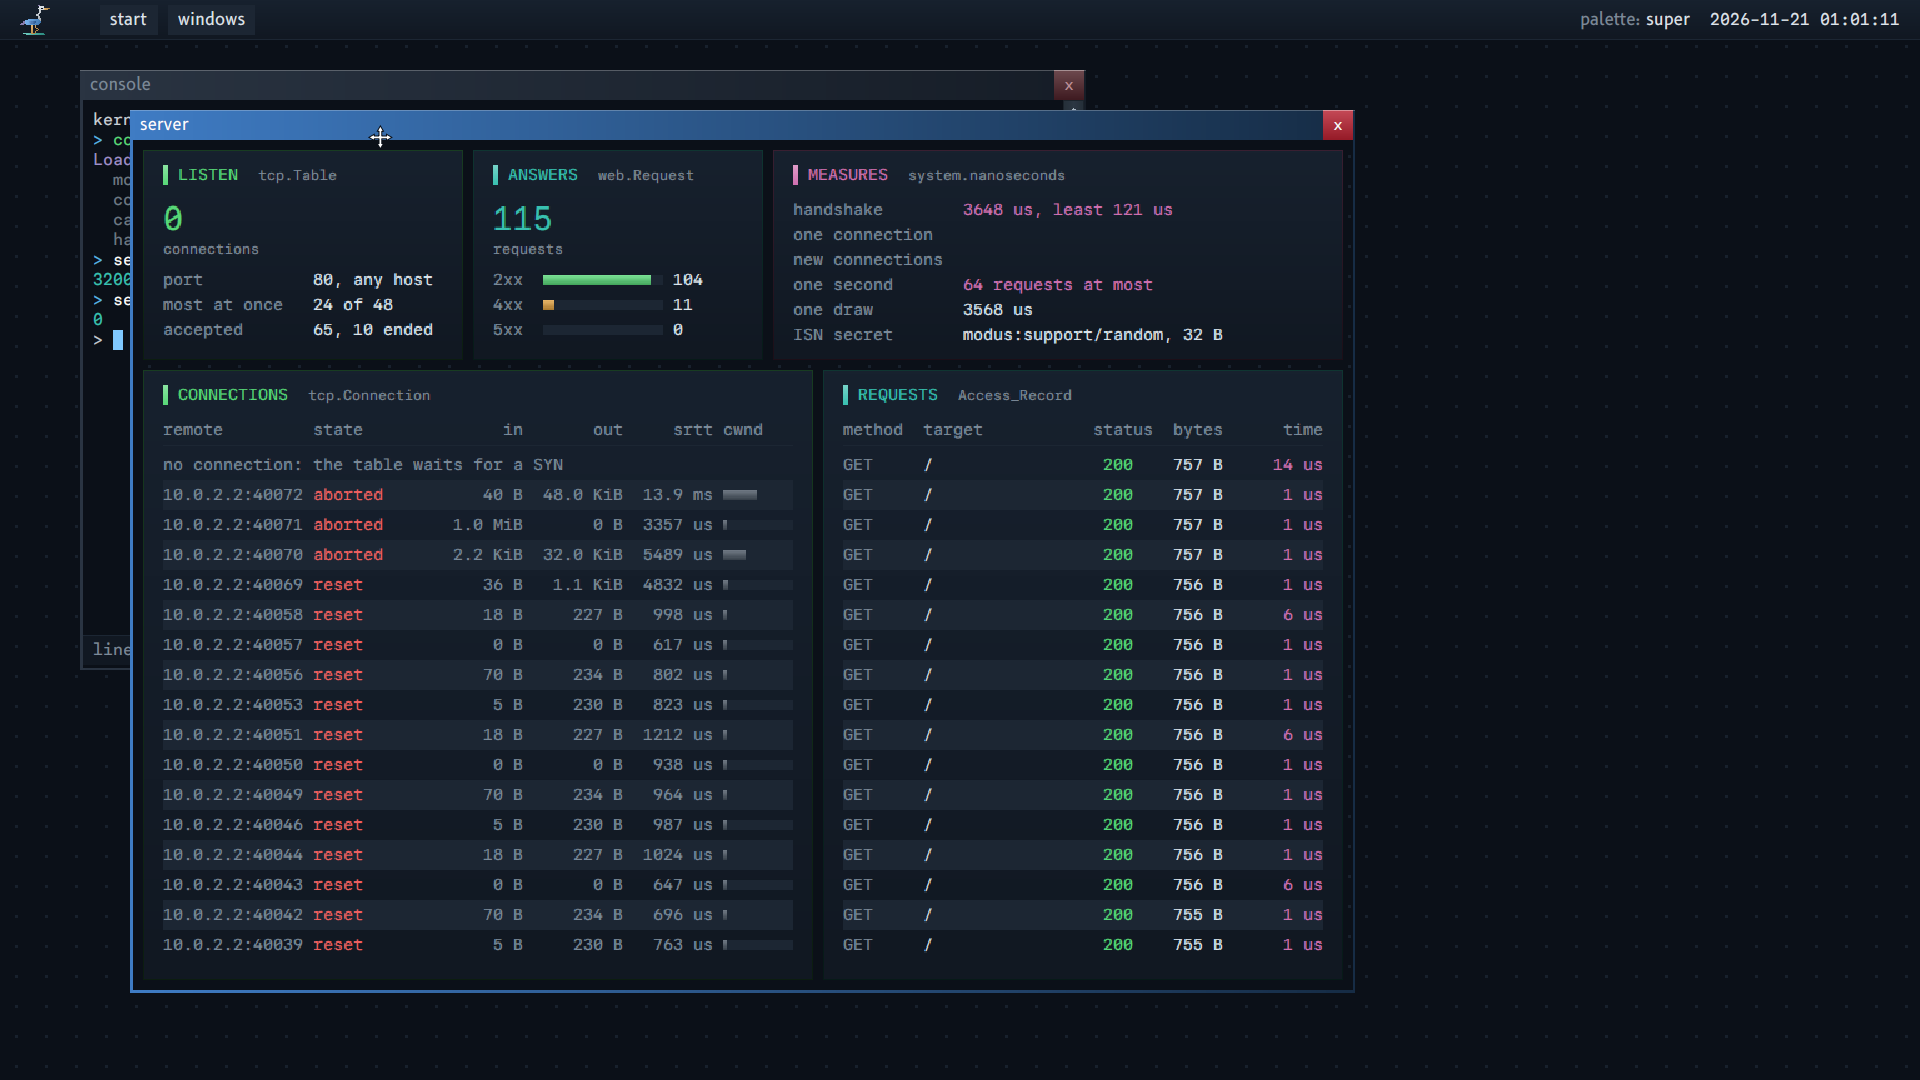 start windows palette: super 2026-11-21 01:01:11
console x
kern
> co
Load
mo
co
ca
ha
> se
3200
> se
0
>
line
server x
LISTEN tcp.Table
0
connections
port 80, any host
most at once 24 of 48
accepted 65, 10 ended
ANSWERS web.Request
115
requests
2xx 104
4xx 11
5xx 0
MEASURES system.nanoseconds
handshake 3648 us, least 121 us
one connection
new connections
one second 64 requests at most
one draw 3568 us
ISN secret modus:support/random, 32 B
CONNECTIONS tcp.Connection
remote state in out srtt cwnd
no connection: the table waits for a SYN
10.0.2.2:40072 aborted 40 B 48.0 KiB 13.9 ms
10.0.2.2:40071 aborted 1.0 MiB 0 B 3357 us
10.0.2.2:40070 aborted 2.2 KiB 32.0 KiB 5489 us
10.0.2.2:40069 reset 36 B 1.1 KiB 4832 us
10.0.2.2:40058 reset 18 B 227 B 998 us
10.0.2.2:40057 reset 0 B 0 B 617 us
10.0.2.2:40056 reset 70 B 234 B 802 us
10.0.2.2:40053 reset 5 B 230 B 823 us
10.0.2.2:40051 reset 18 B 227 B 1212 us
10.0.2.2:40050 reset 0 B 0 B 938 us
10.0.2.2:40049 reset 70 B 234 B 964 us
10.0.2.2:40046 reset 5 B 230 B 987 us
10.0.2.2:40044 reset 18 B 227 B 1024 us
10.0.2.2:40043 reset 0 B 0 B 647 us
10.0.2.2:40042 reset 70 B 234 B 696 us
10.0.2.2:40039 reset 5 B 230 B 763 us
REQUESTS Access_Record
method target status bytes time
GET / 200 757 B 14 us
GET / 200 757 B 1 us
GET / 200 757 B 1 us
GET / 200 757 B 1 us
GET / 200 756 B 1 us
GET / 200 756 B 6 us
GET / 200 756 B 1 us
GET / 200 756 B 1 us
GET / 200 756 B 1 us
GET / 200 756 B 6 us
GET / 200 756 B 1 us
GET / 200 756 B 1 us
GET / 200 756 B 1 us
GET / 200 756 B 1 us
GET / 200 756 B 6 us
GET / 200 755 B 1 us
GET / 200 755 B 1 us